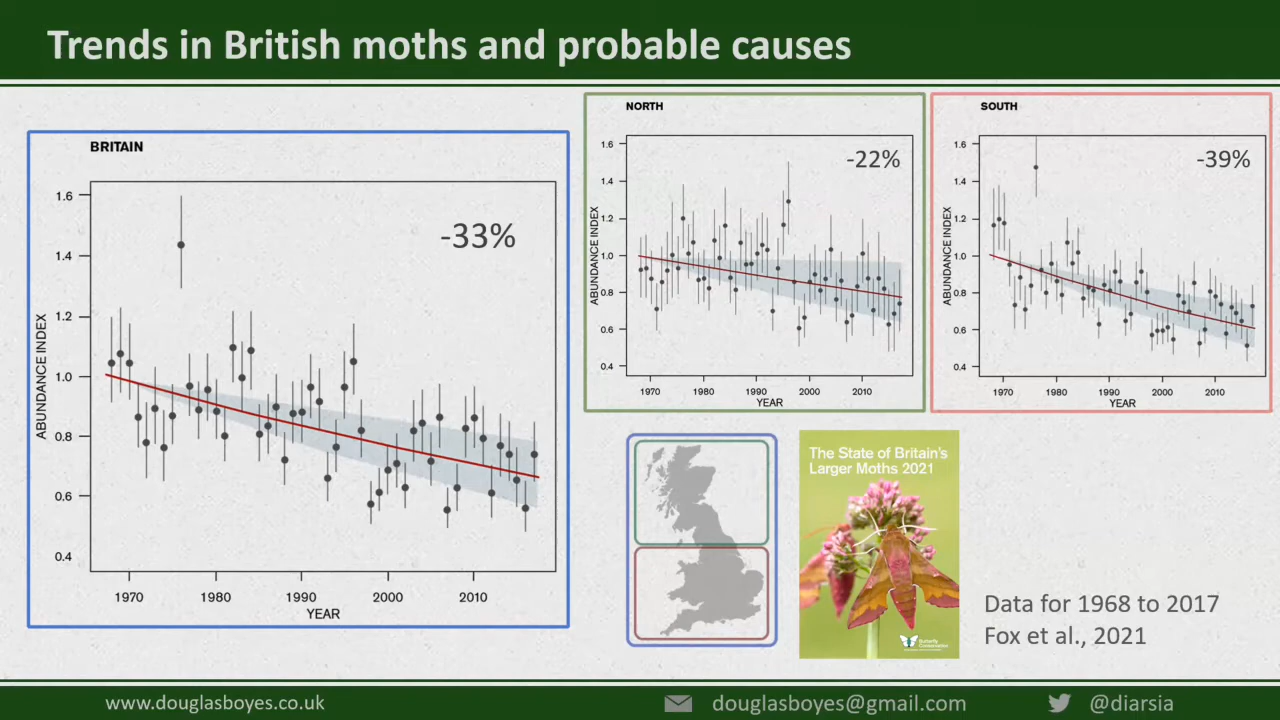 Trends in British moths and probable causes
BRITAIN
-33%
ABUNDANCE INDEX
1.6
1.4
1.2
1.0
0.8
0.6
0.4
1970 1980 1990 2000 2010
YEAR
NORTH
-22%
ABUNDANCE INDEX
1.6
1.4
1.2
1.0
0.8
0.6
0.4
1970 1980 1990 2000 2010
YEAR
SOUTH
-39%
ABUNDANCE INDEX
1.6
1.4
1.2
1.0
0.8
0.6
0.4
1970 1980 1990 2000 2010
YEAR
The State of Britain's
Larger Moths 2021
Butterfly
Conservation
Data for 1968 to 2017
Fox et al., 2021
www.douglasboyes.co.uk
douglasboyes@gmail.com
@diarsia